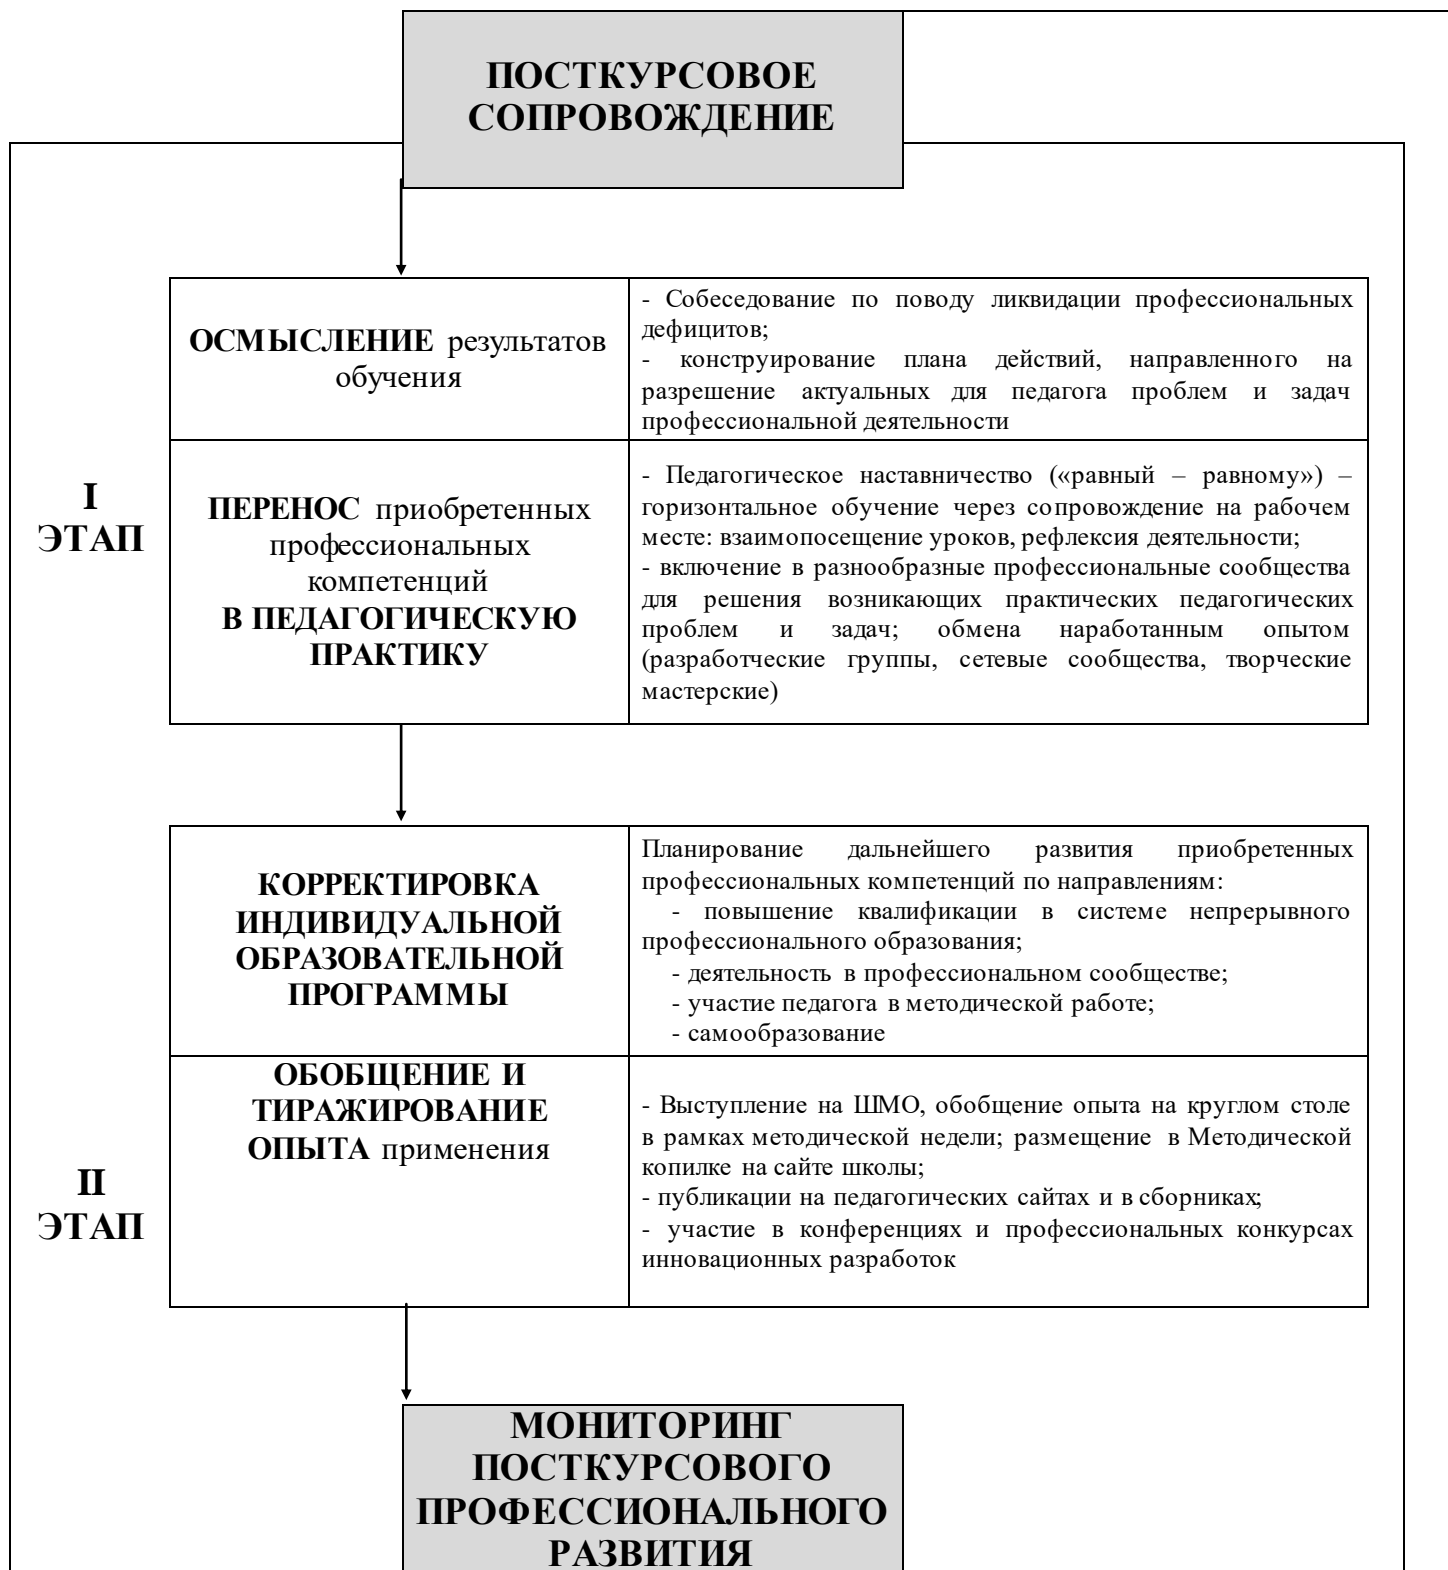 ПОСТКУРСОВОЕ
СОПРОВОЖДЕНИЕ
I
ЭТАП
ОСМЫСЛЕНИЕ результатов
обучения
- Собеседование по поводу ликвидации профессиональных
дефицитов;
- конструирование плана действий, направленного на
разрешение актуальных для педагога проблем и задач
профессиональной деятельности
ПЕРЕНОС приобретенных
профессиональных
компетенций
В ПЕДАГОГИЧЕСКУЮ
ПРАКТИКУ
- Педагогическое наставничество («равный – равному») –
горизонтальное обучение через сопровождение на рабочем
месте: взаимопосещение уроков, рефлексия деятельности;
- включение в разнообразные профессиональные сообщества
для решения возникающих практических педагогических
проблем и задач; обмена наработанным опытом
(разработческие группы, сетевые сообщества, творческие
мастерские)
II
ЭТАП
КОРРЕКТИРОВКА
ИНДИВИДУАЛЬНОЙ
ОБРАЗОВАТЕЛЬНОЙ
ПРОГРАММЫ
Планирование дальнейшего развития приобретенных
профессиональных компетенций по направлениям:
- повышение квалификации в системе непрерывного
профессионального образования;
- деятельность в профессиональном сообществе;
- участие педагога в методической работе;
- самообразование
ОБОБЩЕНИЕ И
ТИРАЖИРОВАНИЕ
ОПЫТА применения
- Выступление на ШМО, обобщение опыта на круглом столе
в рамках методической недели; размещение в Методической
копилке на сайте школы;
- публикации на педагогических сайтах и в сборниках;
- участие в конференциях и профессиональных конкурсах
инновационных разработок
МОНИТОРИНГ
ПОСТКУРСОВОГО
ПРОФЕССИОНАЛЬНОГО
РАЗВИТИЯ